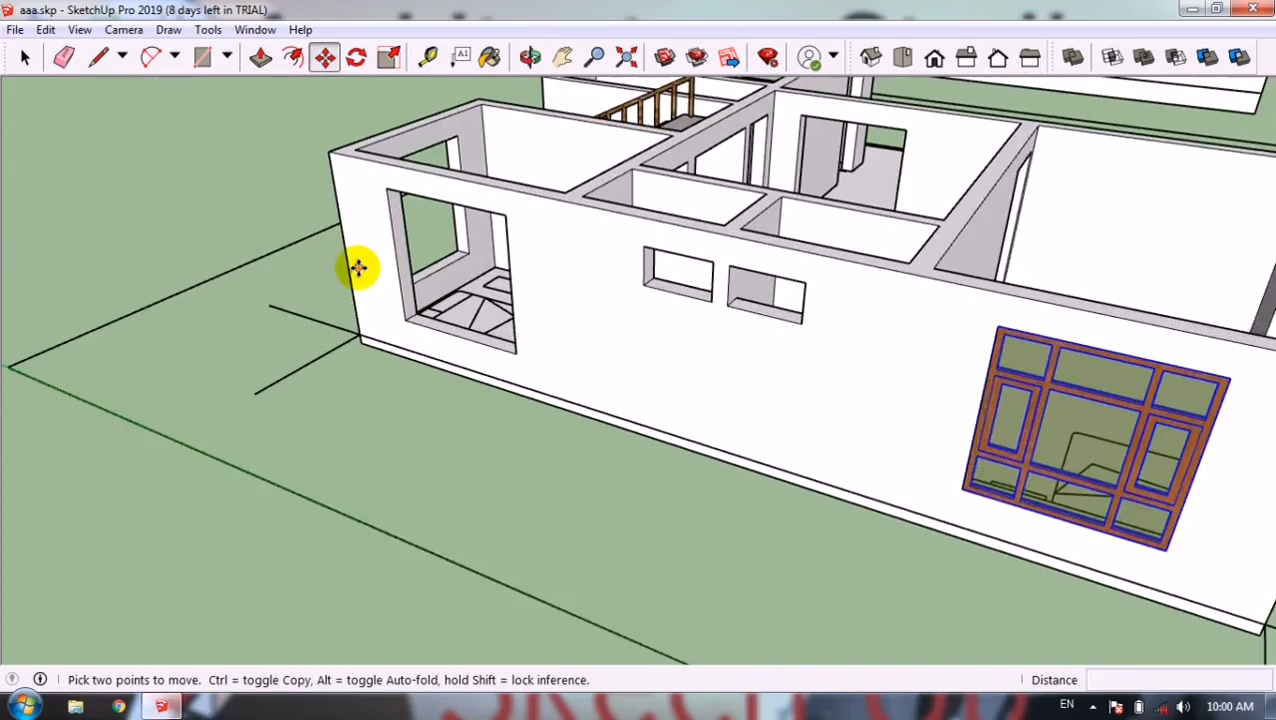 aaa.skp - SketchUp Pro 2019 (8 days left in TRIAL)
File Edit View Camera Draw Tools Window Help
A1
Pick two points to move. Ctrl = toggle Copy, Alt = toggle Auto-fold, hold Shift = lock inference.
Distance
EN
10:00 AM